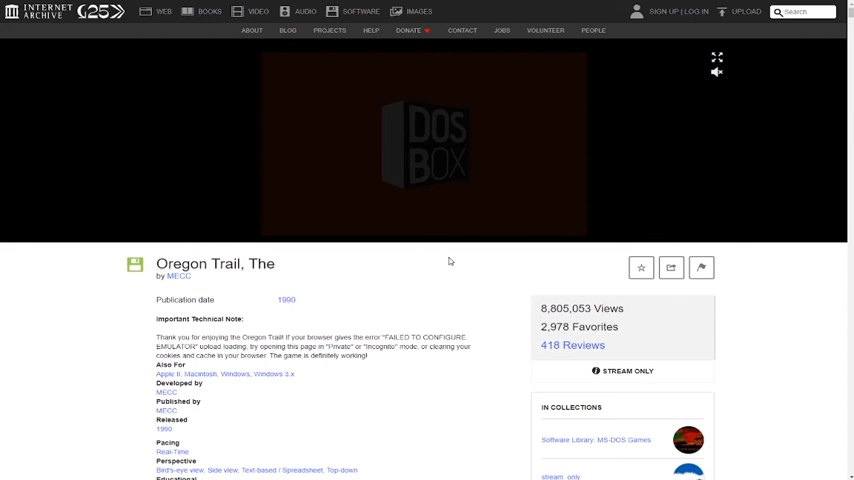 INTERNET ARCHIVE 25 WEB BOOKS VIDEO AUDIO SOFTWARE IMAGES SIGN UP | LOG IN UPLOAD Search
ABOUT BLOG PROJECTS HELP DONATE CONTACT JOBS VOLUNTEER PEOPLE
DOS
BOX
Oregon Trail, The
by MECC
Publication date 1990
Important Technical Note:
Thank you for enjoying the Oregon Trail! If your browser gives the error "FAILED TO CONFIGURE
EMULATOR" upload loading, try opening this page in "Private" or "Incognito" mode, or clearing your
cookies and cache in your browser. The game is definitely working!
Also For
Apple II, Macintosh, Windows, Windows 3.x
Developed by
MECC
Published by
MECC
Released
1990
Pacing
Real-Time
Perspective
Bird's-eye view, Side view, Text-based / Spreadsheet, Top-down
Educational
8,805,053 Views
2,978 Favorites
418 Reviews
STREAM ONLY
IN COLLECTIONS
Software Library: MS-DOS Games
stream_only